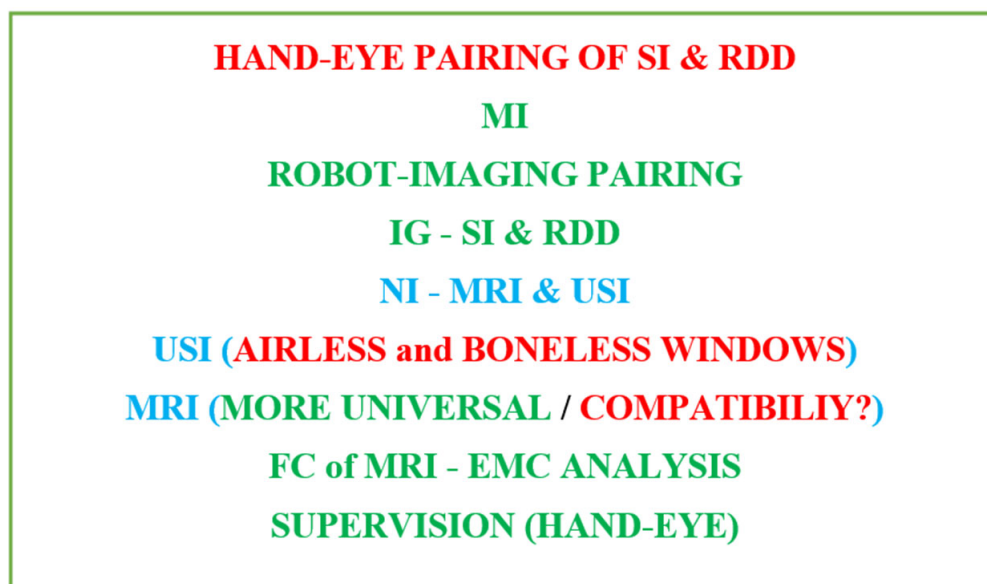 HAND-EYE PAIRING OF SI & RDD
MI
ROBOT-IMAGING PAIRING
IG - SI & RDD
NI - MRI & USI
USI (AIRLESS and BONELESS WINDOWS)
MRI (MORE UNIVERSAL / COMPATIBILIY?)
FC of MRI - EMC ANALYSIS
SUPERVISION (HAND-EYE)